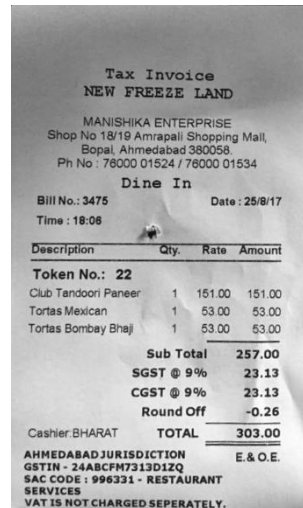 Tax Invoice
NEW FREEZE LAND
MANISHIKA ENTERPRISE
Shop No 18/19 Amrapali Shopping Mall,
Bopal, Ahmedabad 380058.
Ph No : 76000 01524 / 76000 01534
Dine In
Bill No.: 3475 Date : 25/8/17
Time : 18:06
Description Qty. Rate Amount
Token No.: 22
Club Tandoori Paneer 1 151.00 151.00
Tortas Mexican 1 53.00 53.00
Tortas Bombay Bhaji 1 53.00 53.00
Sub Total 257.00
SGST @ 9% 23.13
CGST @ 9% 23.13
Round Off -0.26
Cashier:BHARAT TOTAL 303.00
AHMEDABAD JURISDICTION E.& O.E.
GSTIN - 24ABCFM7313D1ZQ
SAC CODE : 996331 - RESTAURANT
SERVICES
VAT IS NOT CHARGED SEPERATELY.